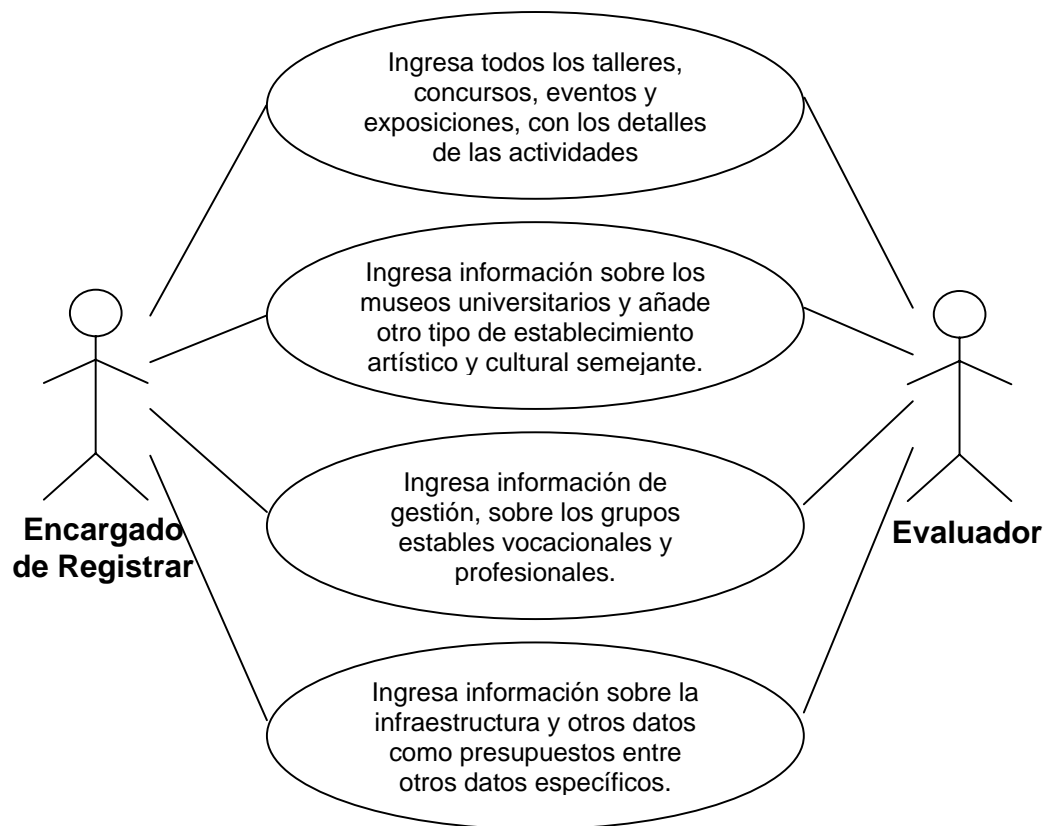 Ingresa todos los talleres,
concursos, eventos y
exposiciones, con los detalles
de las actividades
Ingresa información sobre los
museos universitarios y añade
otro tipo de establecimiento
artístico y cultural semejante.
Encargado
de Registrar
Ingresa información de
gestión, sobre los grupos
estables vocacionales y
profesionales.
Evaluador
Ingresa información sobre la
infraestructura y otros datos
como presupuestos entre
otros datos específicos.